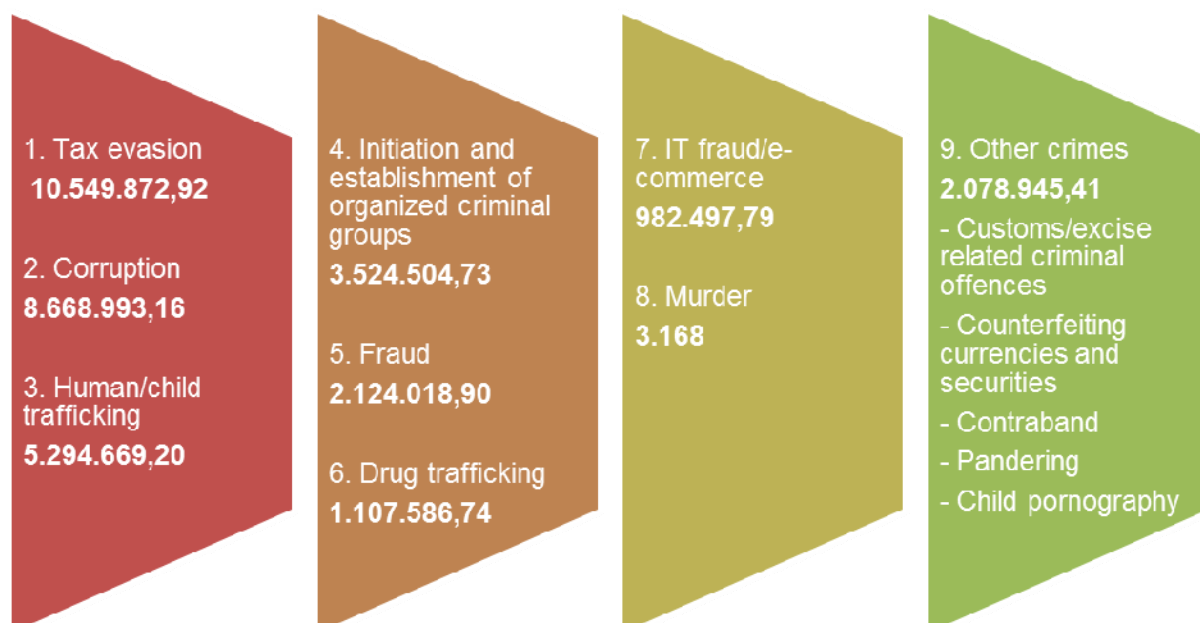 1. Tax evasion
10.549.872,92
2. Corruption
8.668.993,16
3. Human/child
trafficking
5.294.669,20
4. Initiation and
establishment of
organized criminal
groups
3.524.504,73
5. Fraud
2.124.018,90
6. Drug trafficking
1.107.586,74
7. IT fraud/e-
commerce
982.497,79
8. Murder
3.168
9. Other crimes
2.078.945,41
- Customs/excise
related criminal
offences
- Counterfeiting
currencies and
securities
- Contraband
- Pandering
- Child pornography